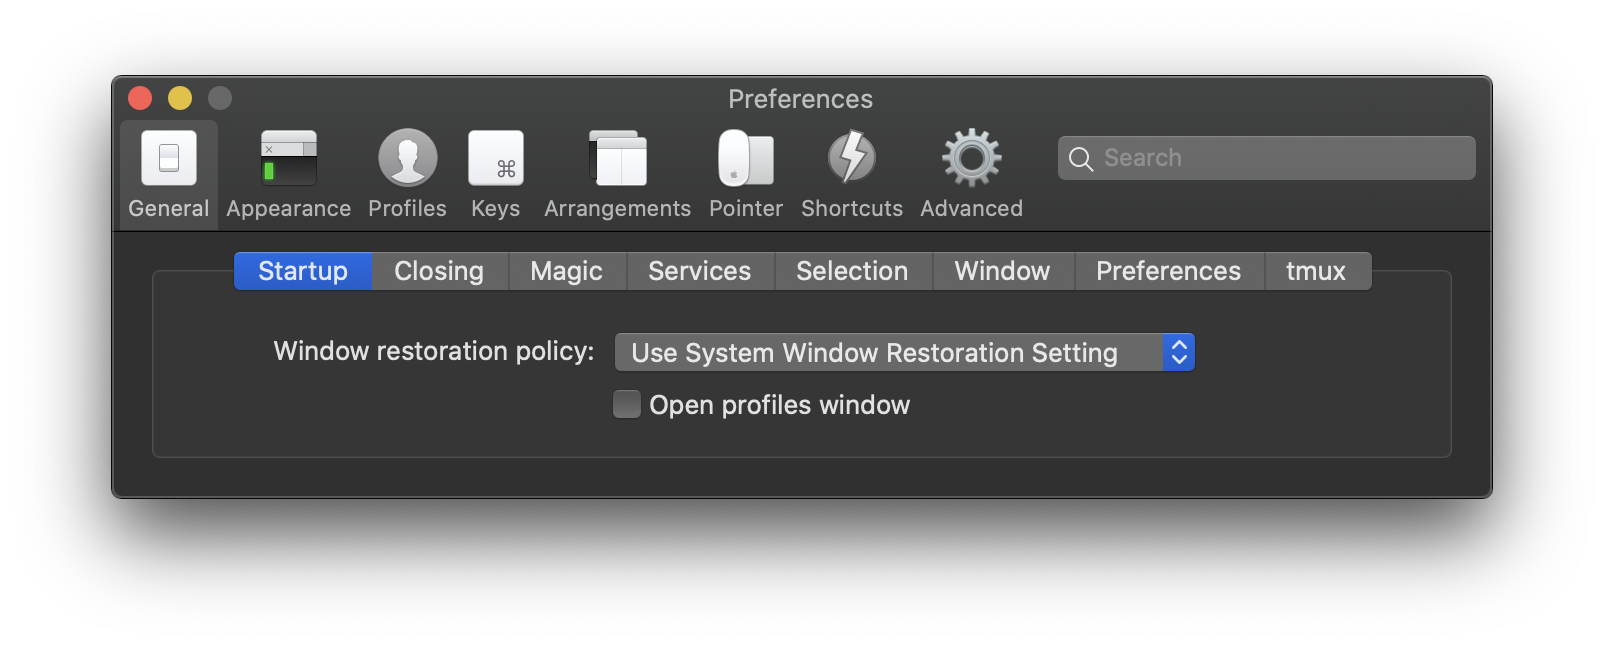 Preferences
General Appearance Profiles Keys Arrangements Pointer Shortcuts Advanced Search
Startup Closing Magic Services Selection Window Preferences tmux
Window restoration policy: Use System Window Restoration Setting
Open profiles window